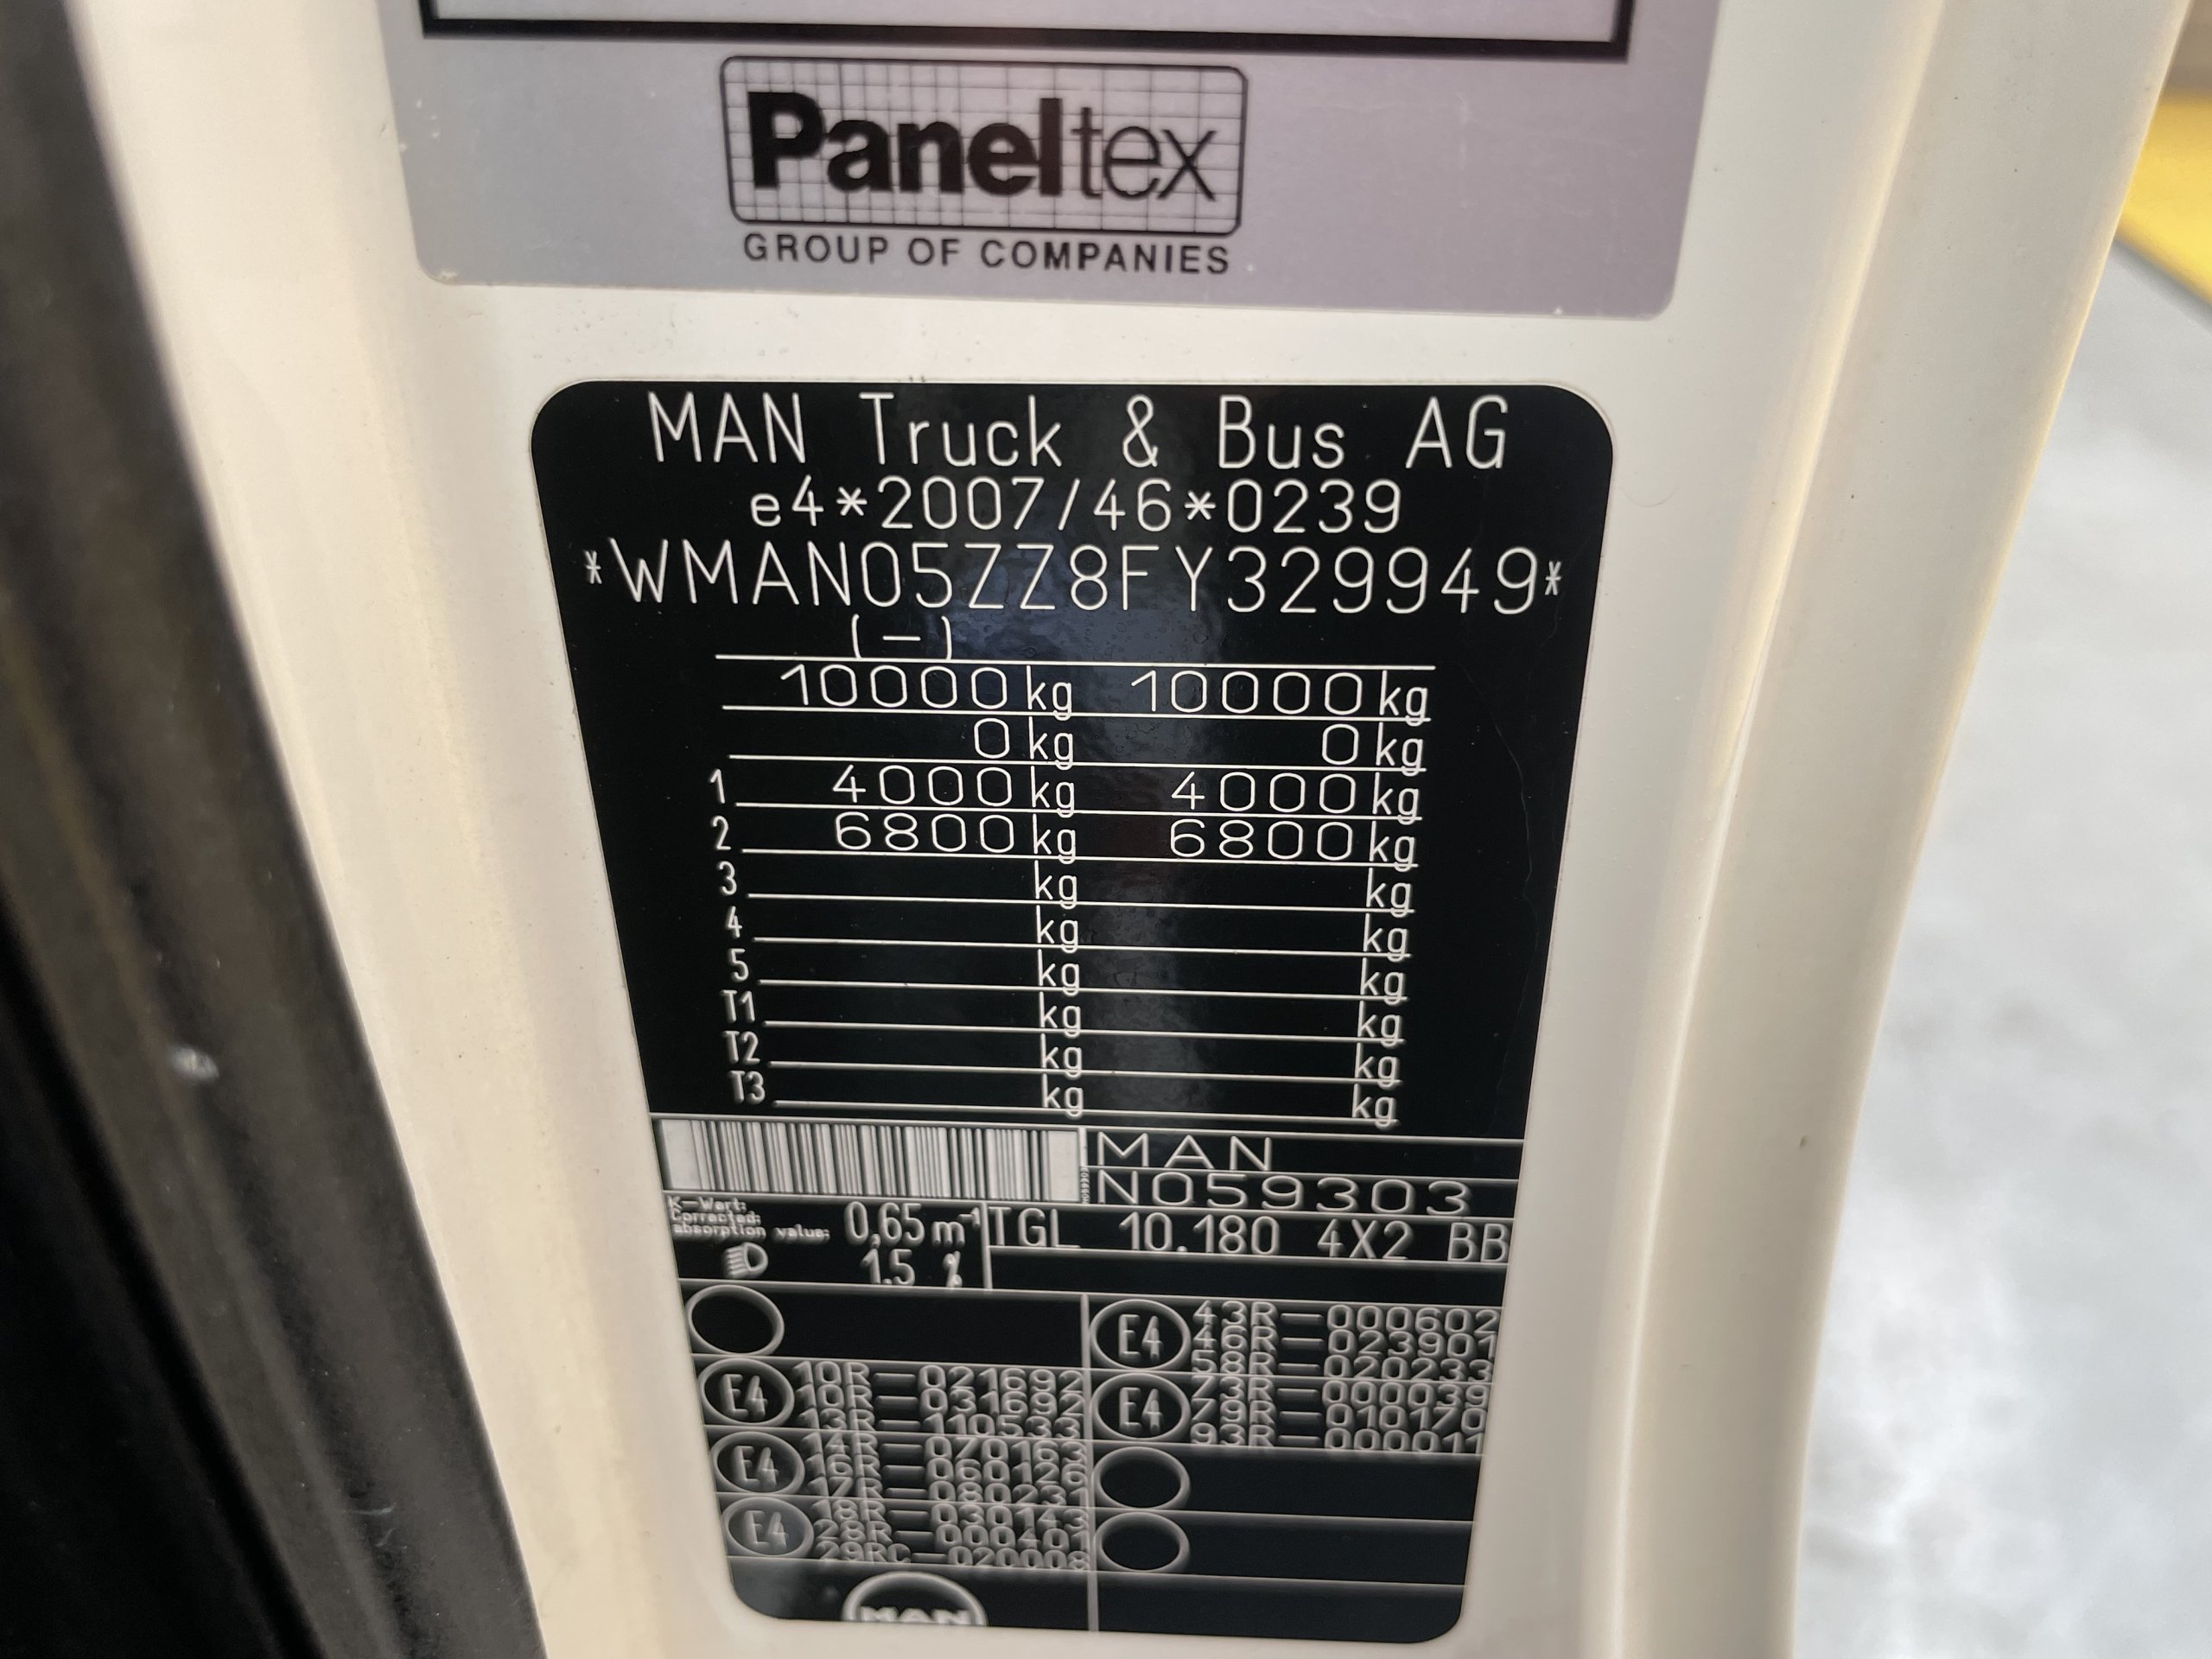 Paneltex
GROUP OF COMPANIES
MAN Truck & Bus AG
e4*2007/46*0239
*WMAN05ZZ8FY329949*
(-)
10000 kg 10000 kg
0 kg 0 kg
1 4000 kg 4000 kg
2 6800 kg 6800 kg
3 kg kg
4 kg kg
5 kg kg
T1 kg kg
T2 kg kg
T3 kg kg
MAN
N059303
K-Wert:
Corrected
absorption value: 0,65 m⁻¹
TGL 10.180 4X2 BB
1.5 %
E4
43R-000602
46R-023901
58R-020233
E4
10R-021692
10R-031692
13R-110533
E4
73R-000039
79R-010170
93R-000011
E4
14R-070163
16R-060126
17R-080231
E4
18R-030143
28R-000401
29RC-020008
MAN